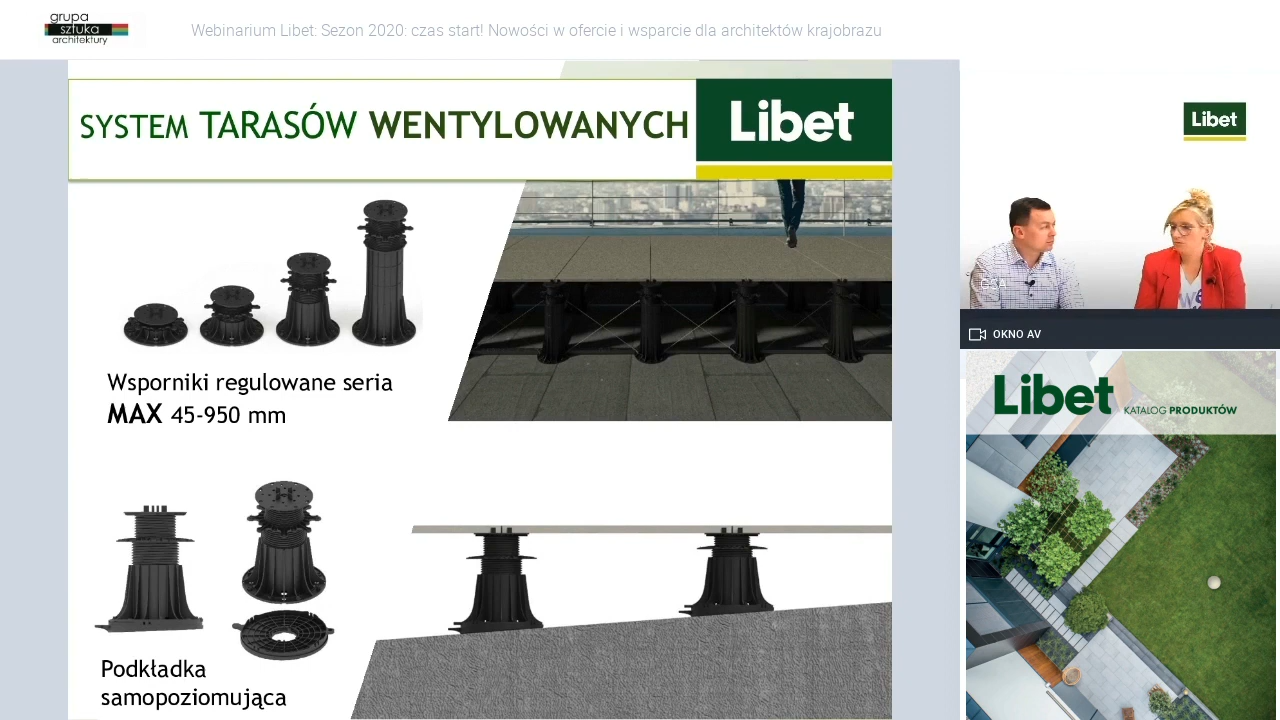 grupa
sztuka
architektury
Webinarium Libet: Sezon 2020: czas start! Nowości w ofercie i wsparcie dla architektów krajobrazu
SYSTEM TARASÓW WENTYLOWANYCH
Libet
Wsporniki regulowane seria
MAX 45-950 mm
Podkładka
samopoziomująca
Libet
GSA
OKNO AV
Libet KATALOG PRODUKTÓW